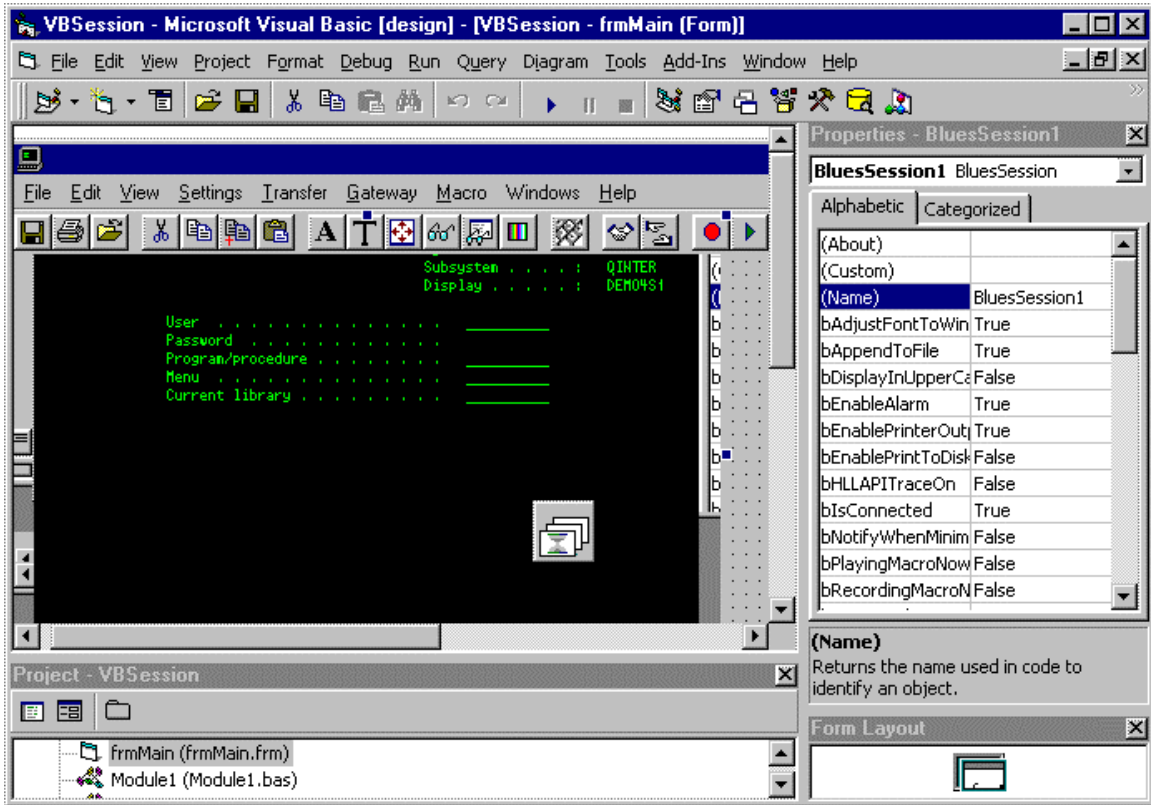 VBSession - Microsoft Visual Basic [design] - [VBSession - frmMain (Form)]
File Edit View Project Format Debug Run Query Diagram Tools Add-Ins Window Help
File Edit View Settings Transfer Gateway Macro Windows Help
Subsystem . . . . . : QINTER
Display . . . . . . : DEMO4S1
User . . . . . . . . . . . . . .
Password . . . . . . . . . . . .
Program/procedure . . . . . . . .
Menu . . . . . . . . . . . . . .
Current library . . . . . . . . .
Project - VBSession
frmMain (frmMain.frm)
Module1 (Module1.bas)
Properties - BluesSession1
BluesSession1 BluesSession
Alphabetic Categorized
(About)
(Custom)
(Name) BluesSession1
bAdjustFontToWin True
bAppendToFile True
bDisplayInUpperCa False
bEnableAlarm True
bEnablePrinterOutp True
bEnablePrintToDisk False
bHLLAPITraceOn False
bIsConnected True
bNotifyWhenMinim False
bPlayingMacroNow False
bRecordingMacroN False
(Name)
Returns the name used in code to
identify an object.
Form Layout